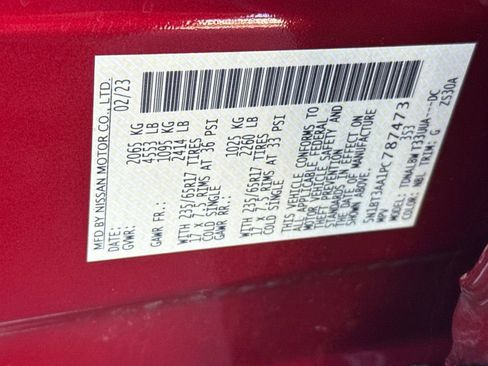 MFD BY NISSAN MOTOR CO., LTD.
DATE: 02/23
GVWR: 2065 KG
4553 LB
GAWR FR.: 1095 KG
2414 LB
WITH 235/65R17 TIRES
17 X 7.5 RIMS AT 36 PSI
COLD SINGLE
GAWR RR.: 1025 KG
2260 LB
WITH 235/65R17 TIRES
17 X 7.5 RIMS AT 33 PSI
COLD SINGLE
THIS VEHICLE CONFORMS TO
ALL APPLICABLE FEDERAL
MOTOR VEHICLE SAFETY AND
THEFT PREVENTION
STANDARDS IN EFFECT ON
THE DATE OF MANUFACTURE
SHOWN ABOVE.
5N1BT3AA1PC787473
MPV 353
MODEL: TDWALBW T33UUA---DC
COLOR: NBL TRIM: G ZS30A